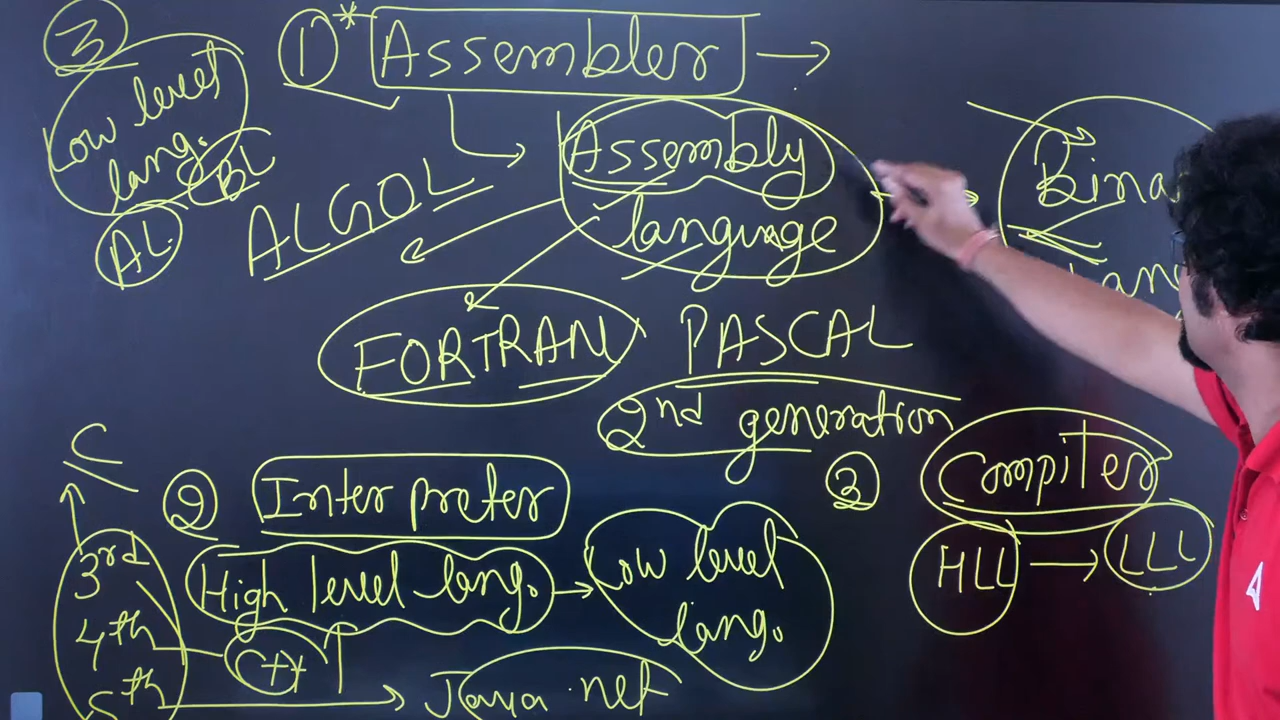 3
Low level
lang.
BL
AL
1) * Assembler →
Assembly
language
ALGOL
FORTRAN
PASCAL
2nd generation
C
3rd
4th
5th
C++
Java .net
2 Interpreter
High level lang. → Low level
lang.
3 Compiler
HLL → LLL